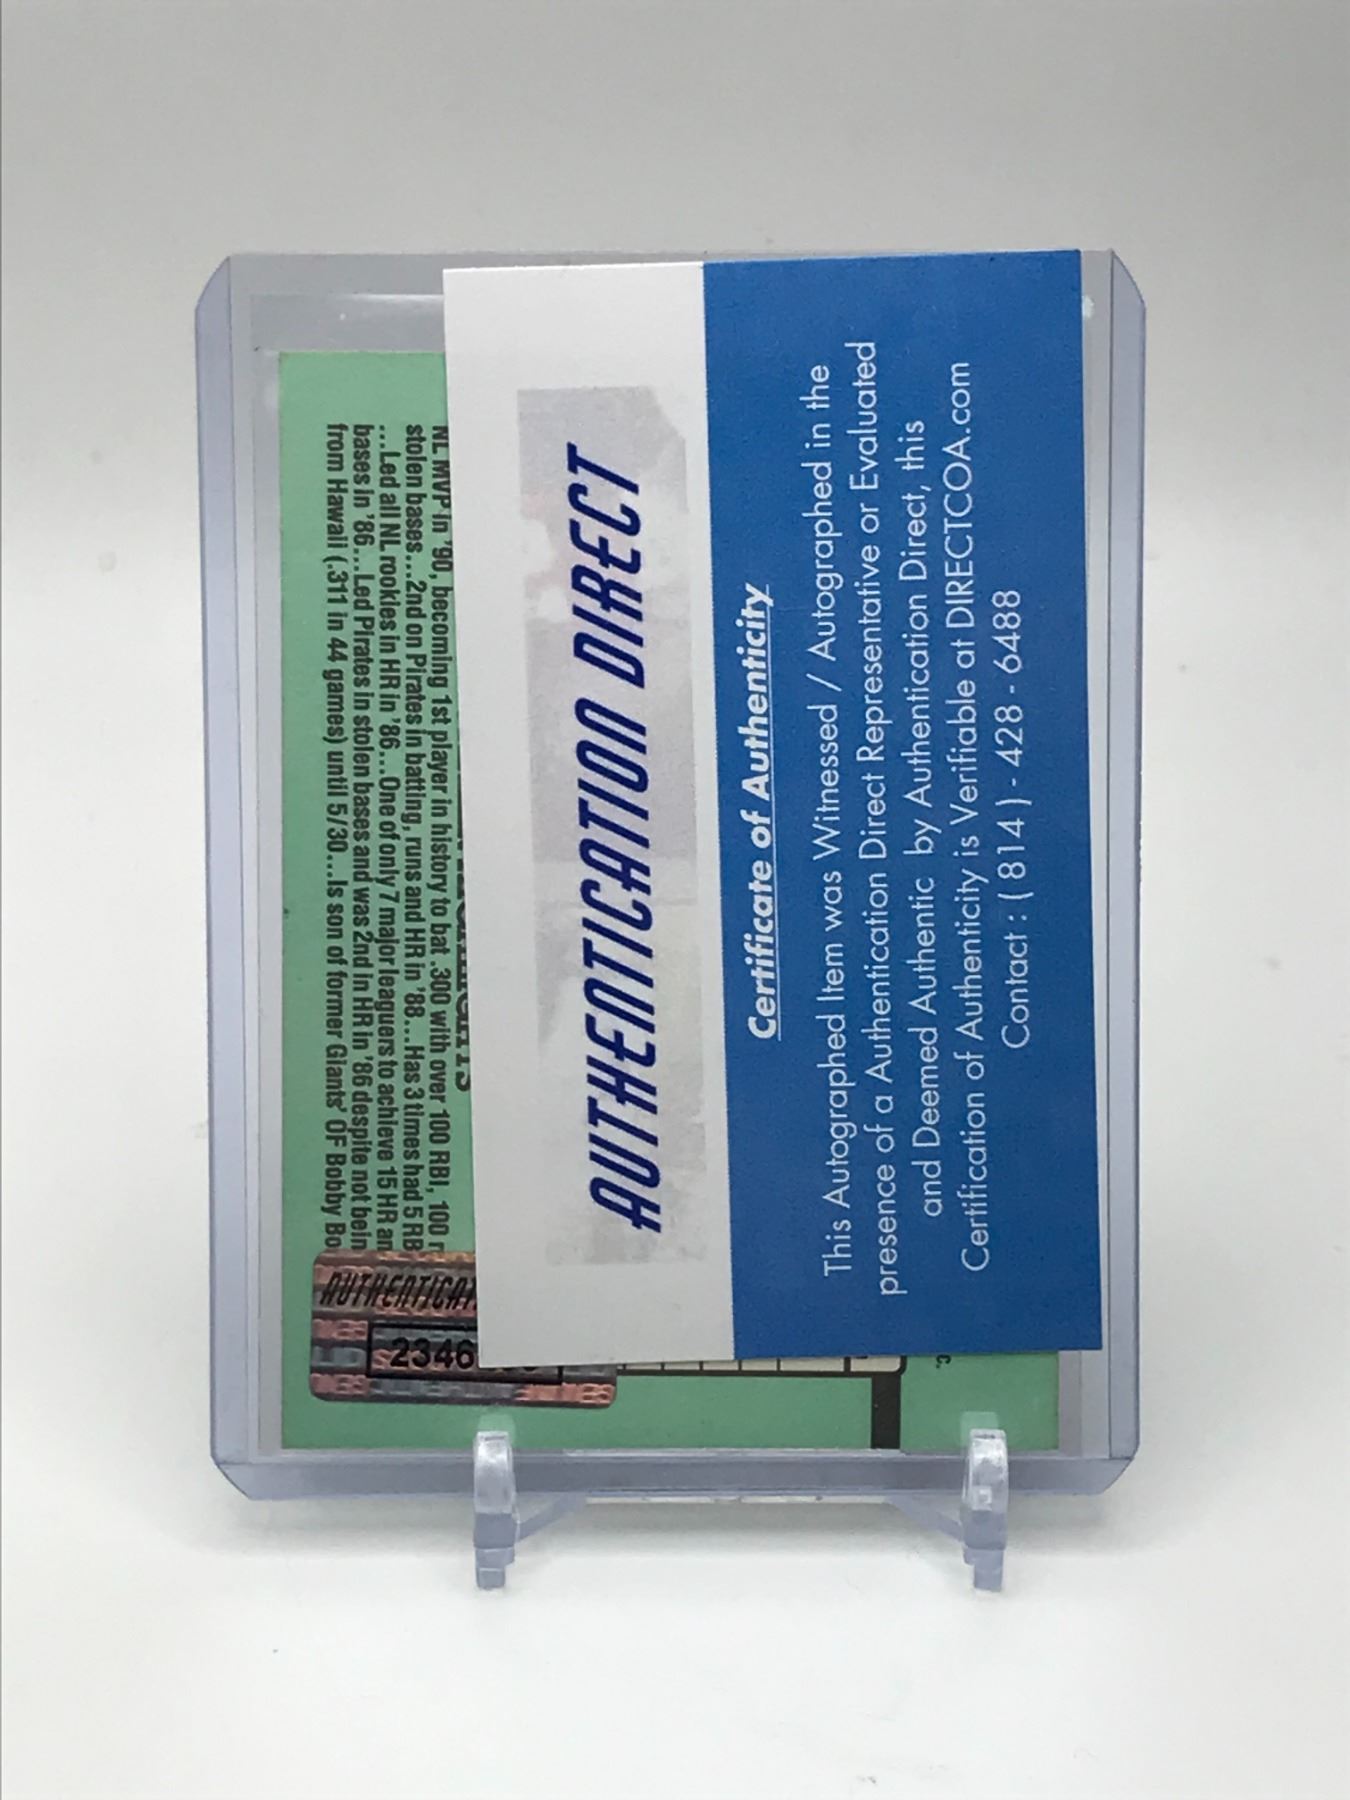 AUTHENTICATION DIRECT
Certificate of Authenticity
This Autographed Item was Witnessed / Autographed in the
presence of a Authentication Direct Representative or Evaluated
and Deemed Authentic by Authentication Direct, this
Certification of Authenticity is Verifiable at DIRECTCOA.com
Contact : ( 814 ) - 428 - 6488
NL MVP in '90, becoming 1st player in history to bat .300 with over 100 RBI, 100 r
stolen bases...2nd on Pirates in batting, runs and HR in '88...Has 3 times had 5 RB
...Led all NL rookies in HR in '86...One of only 7 major leaguers to achieve 15 HR an
bases in '86...Led Pirates in stolen bases and was 2nd in HR in '86 despite not bein
from Hawaii (.311 in 44 games) until 5/30...Is son of former Giants' OF Bobby Bo
AUTHENTICAT
2346